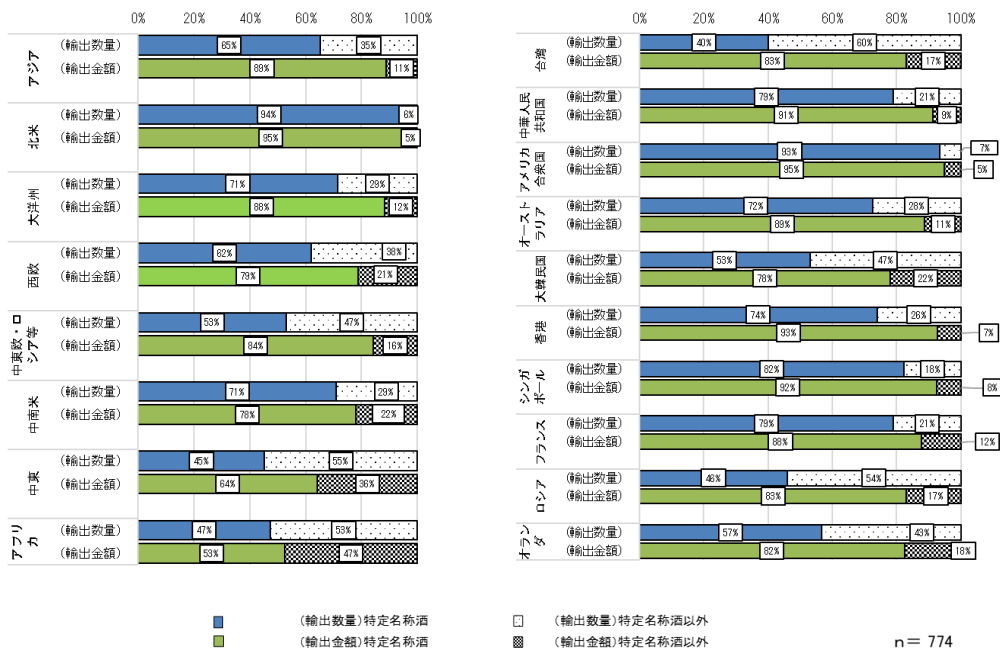 0% 20% 40% 60% 80% 100%
アジア
(輸出数量) 65% 35%
(輸出金額) 89% 11%
北米
(輸出数量) 94% 6%
(輸出金額) 95% 5%
大洋州
(輸出数量) 71% 29%
(輸出金額) 88% 12%
西欧
(輸出数量) 62% 38%
(輸出金額) 79% 21%
中東欧・ロ
シア等
(輸出数量) 53% 47%
(輸出金額) 84% 16%
中南米
(輸出数量) 71% 29%
(輸出金額) 78% 22%
中東
(輸出数量) 45% 55%
(輸出金額) 64% 36%
アフリ
カ
(輸出数量) 47% 53%
(輸出金額) 53% 47%
0% 20% 40% 60% 80% 100%
台湾
(輸出数量) 40% 60%
(輸出金額) 83% 17%
中華人民
共和国
(輸出数量) 79% 21%
(輸出金額) 91% 9%
アメリカ
合衆国
(輸出数量) 93% 7%
(輸出金額) 95% 5%
オースト
ラリア
(輸出数量) 72% 28%
(輸出金額) 89% 11%
大韓民国
(輸出数量) 53% 47%
(輸出金額) 78% 22%
香港
(輸出数量) 74% 26%
(輸出金額) 93% 7%
シンガ
ポール
(輸出数量) 82% 18%
(輸出金額) 92% 8%
フランス
(輸出数量) 79% 21%
(輸出金額) 88% 12%
ロシア
(輸出数量) 46% 54%
(輸出金額) 83% 17%
オラン
ダ
(輸出数量) 57% 43%
(輸出金額) 82% 18%
(輸出数量)特定名称酒
(輸出数量)特定名称酒以外
(輸出金額)特定名称酒
(輸出金額)特定名称酒以外
n＝ 774